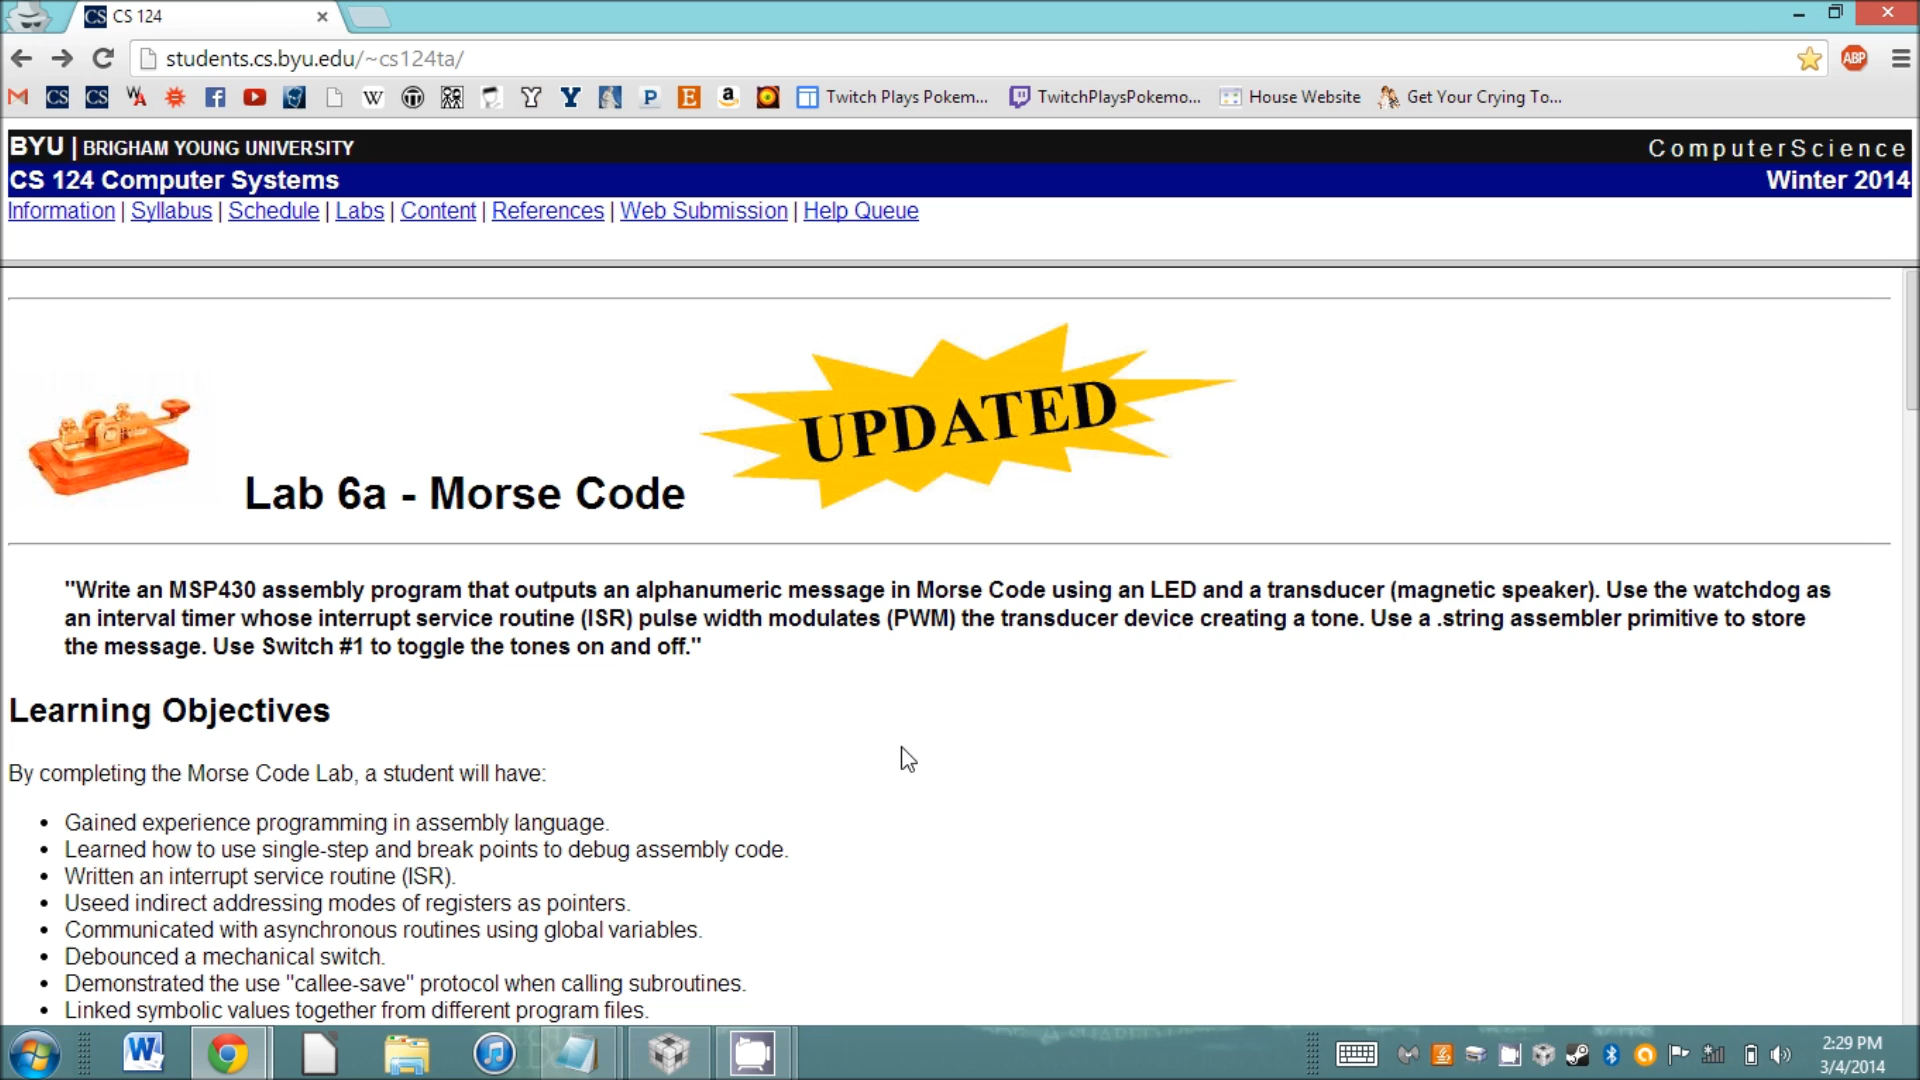 CS CS 124
students.cs.byu.edu/~cs124ta/
ABP
CS CS W P E a Twitch Plays Pokem... TwitchPlaysPokemo... House Website Get Your Crying To...
BYU | BRIGHAM YOUNG UNIVERSITY ComputerScience
CS 124 Computer Systems Winter 2014
Information | Syllabus | Schedule | Labs | Content | References | Web Submission | Help Queue
UPDATED
Lab 6a - Morse Code
"Write an MSP430 assembly program that outputs an alphanumeric message in Morse Code using an LED and a transducer (magnetic speaker). Use the watchdog as
an interval timer whose interrupt service routine (ISR) pulse width modulates (PWM) the transducer device creating a tone. Use a .string assembler primitive to store
the message. Use Switch #1 to toggle the tones on and off."
Learning Objectives
By completing the Morse Code Lab, a student will have:
• Gained experience programming in assembly language.
• Learned how to use single-step and break points to debug assembly code.
• Written an interrupt service routine (ISR).
• Useed indirect addressing modes of registers as pointers.
• Communicated with asynchronous routines using global variables.
• Debounced a mechanical switch.
• Demonstrated the use "callee-save" protocol when calling subroutines.
• Linked symbolic values together from different program files.
2:29 PM
3/4/2014